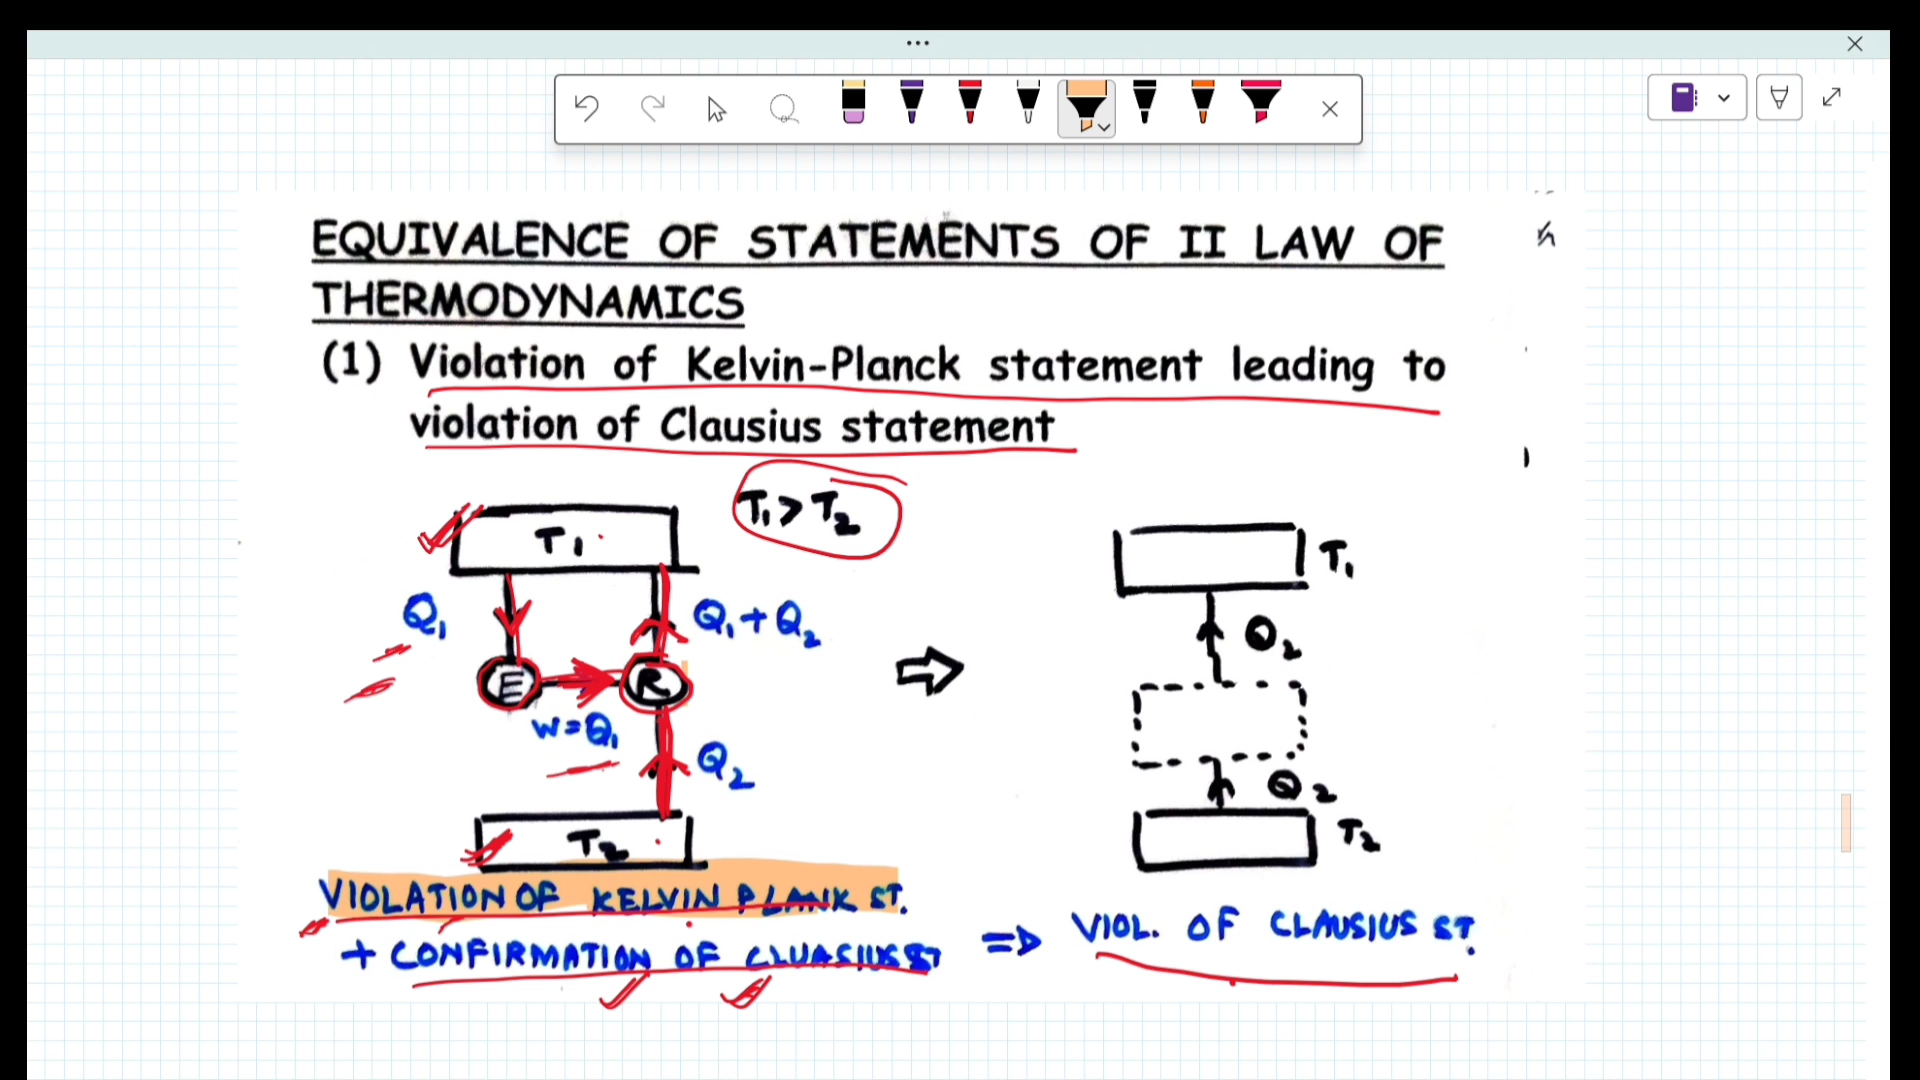 EQUIVALENCE OF STATEMENTS OF II LAW OF
THERMODYNAMICS
(1) Violation of Kelvin-Planck statement leading to
violation of Clausius statement
T1 > T2
T1
T1
Q1
Q1 + Q2
Q2
E
R
W = Q1
Q2
Q2
T2
T2
VIOLATION OF KELVIN PLANK ST.
+ CONFIRMATION OF CLUASIUS ST
⇒ VIOL. OF CLAUSIUS ST.